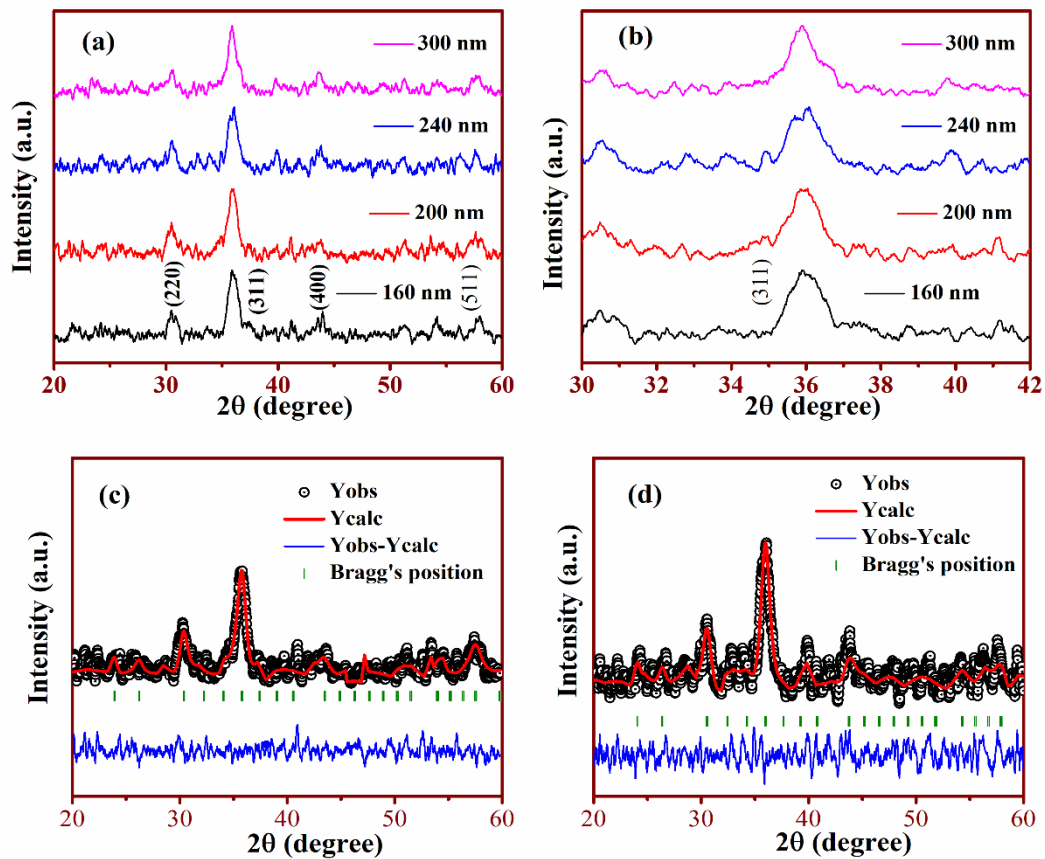 (a)
300 nm
240 nm
200 nm
(220)
(311)
(400)
(511)
160 nm
Intensity (a.u.)
20 30 40 50 60
2θ (degree)
(b)
300 nm
240 nm
200 nm
(311)
160 nm
Intensity (a.u.)
30 32 34 36 38 40 42
2θ (degree)
(c)
Yobs
Ycalc
Yobs-Ycalc
Bragg's position
Intensity (a.u.)
20 30 40 50 60
2θ (degree)
(d)
Yobs
Ycalc
Yobs-Ycalc
Bragg's position
Intensity (a.u.)
20 30 40 50 60
2θ (degree)